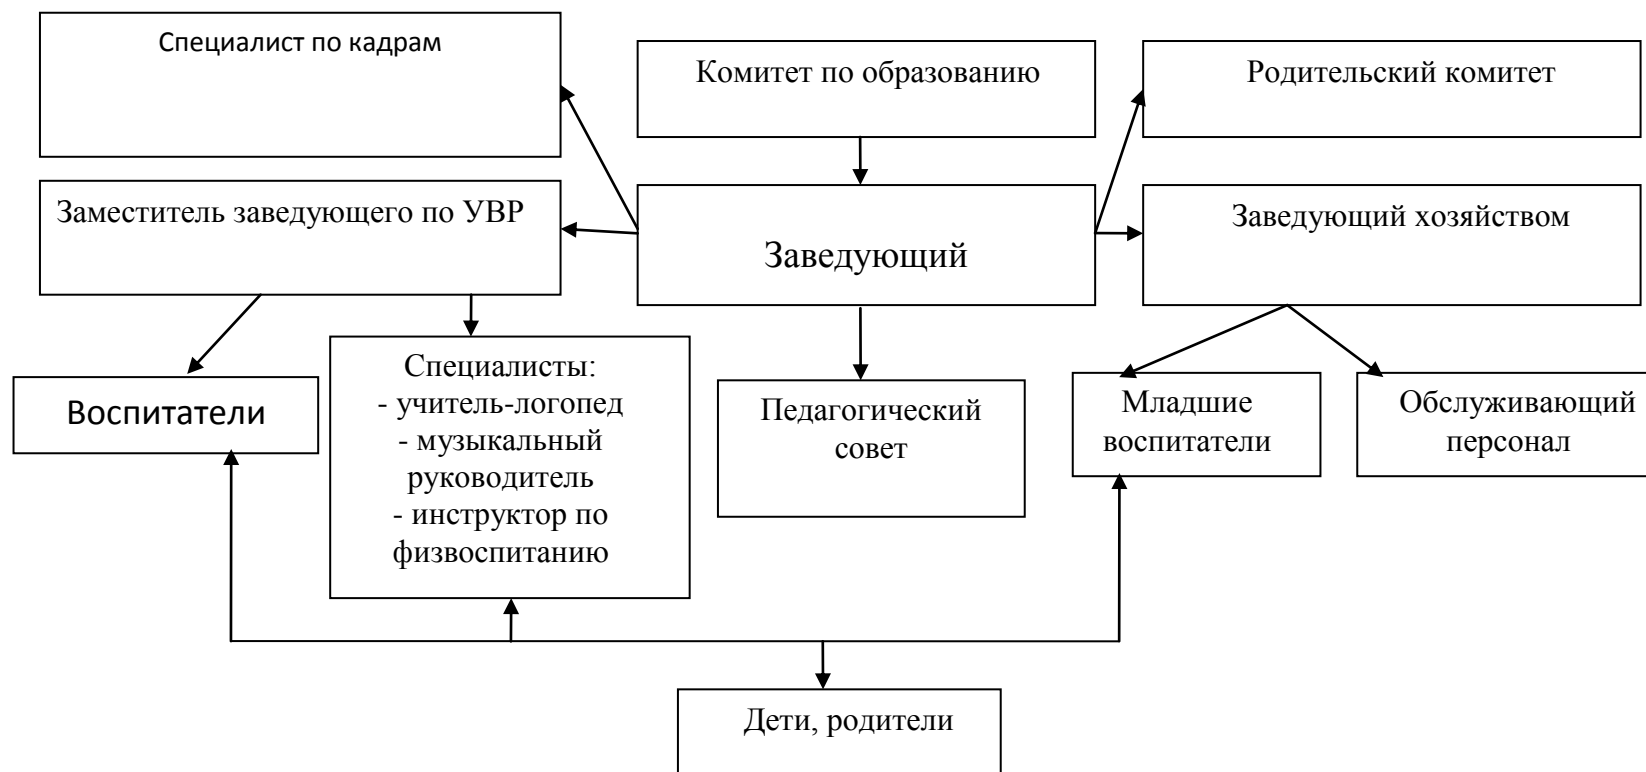 Специалист по кадрам
Комитет по образованию
Родительский комитет
Заместитель заведующего по УВР
Заведующий
Заведующий хозяйством
Воспитатели
Специалисты:
- учитель-логопед
- музыкальный
руководитель
- инструктор по
физвоспитанию
Педагогический
совет
Младшие
воспитатели
Обслуживающий
персонал
Дети, родители